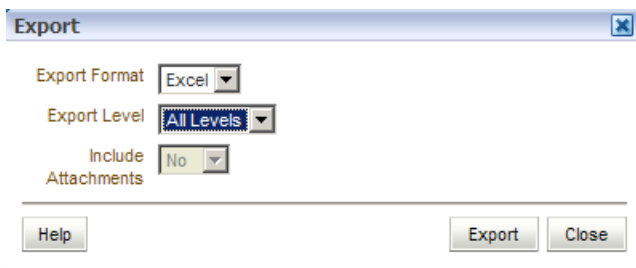 Export
Export Format Excel
Export Level All Levels
Include
Attachments No
Help Export Close